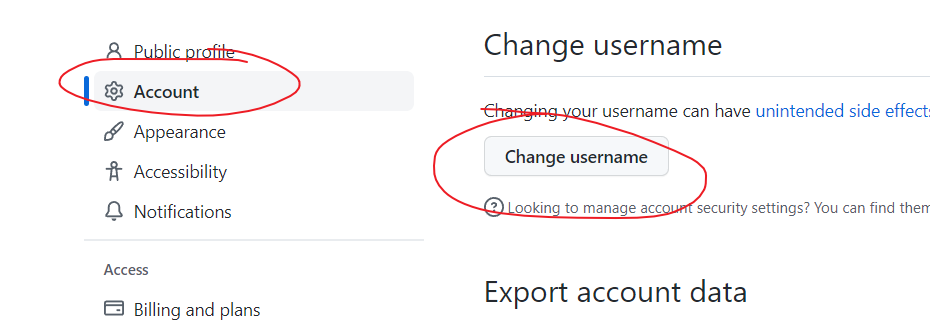 Public profile
Account
Appearance
Accessibility
Notifications
Access
Billing and plans
Change username
Changing your username can have unintended side effects
Change username
Looking to manage account security settings? You can find them
Export account data